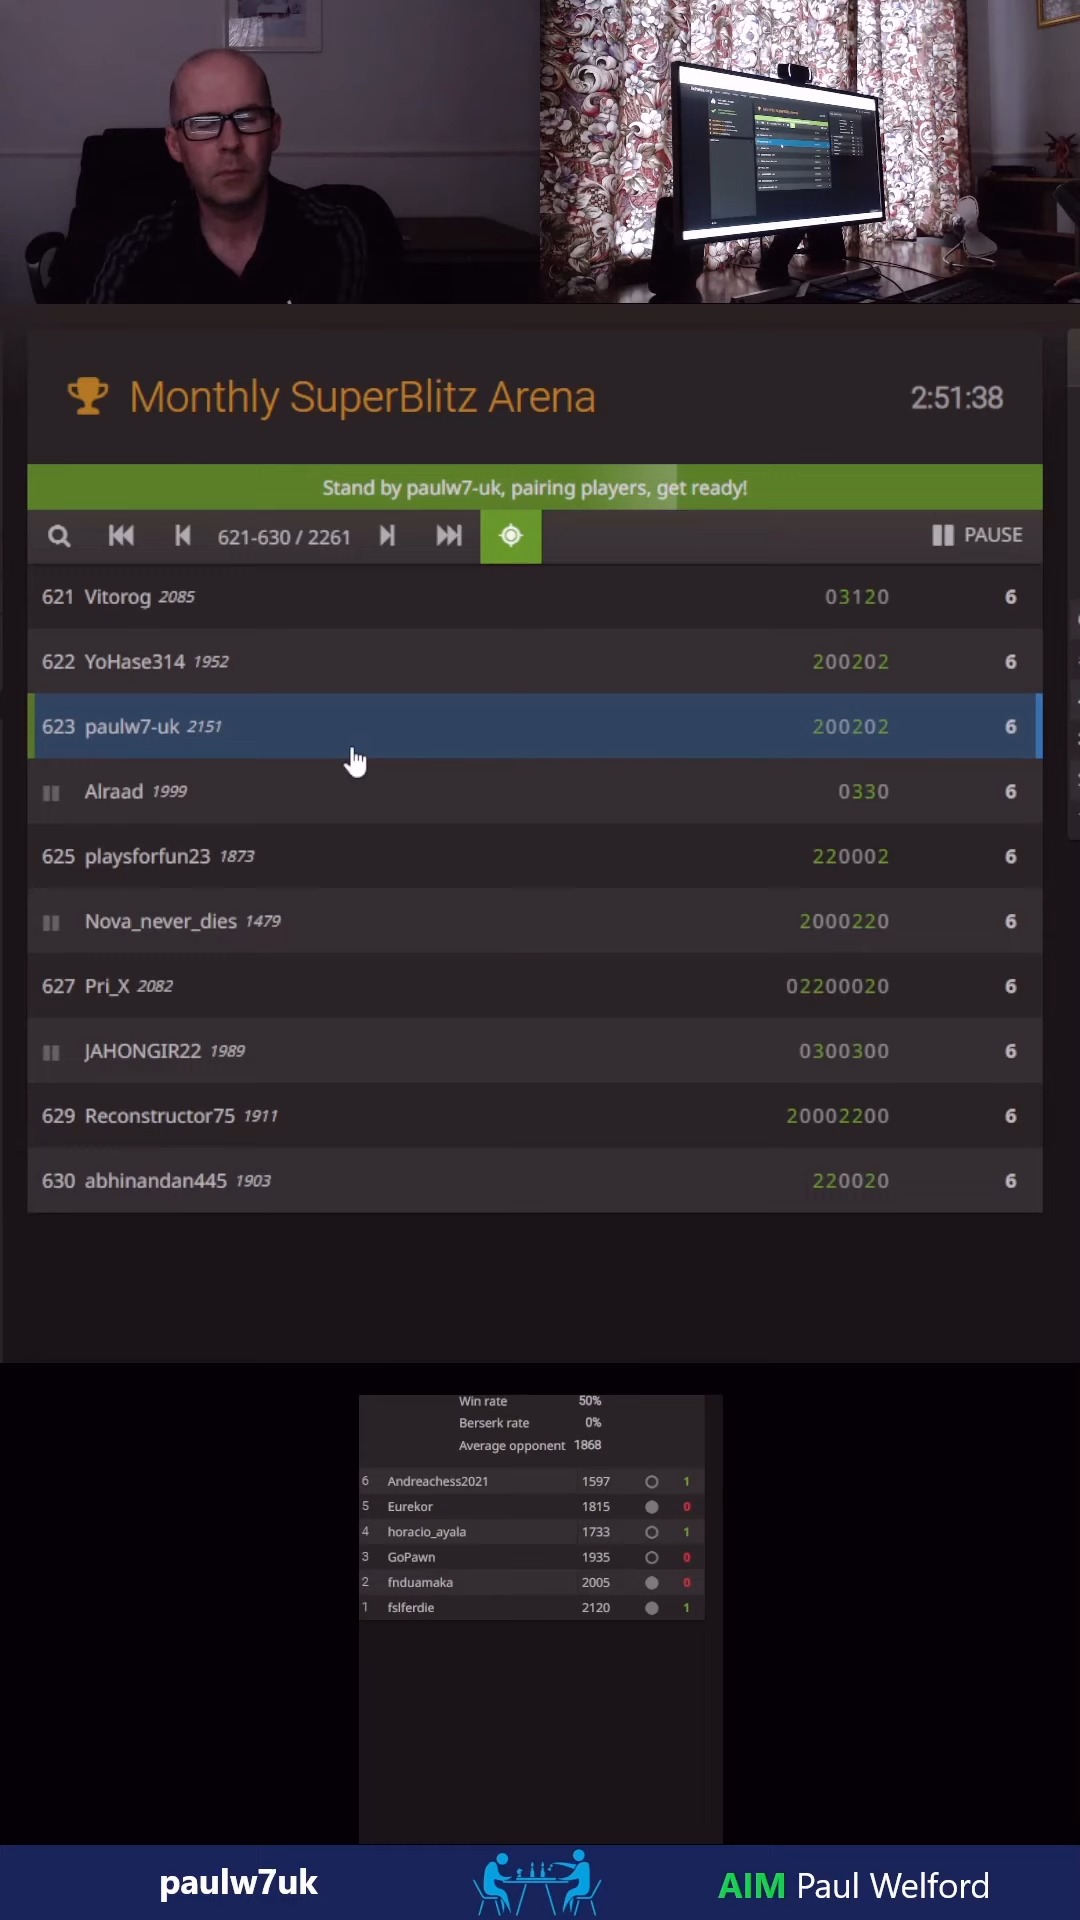 Monthly SuperBlitz Arena 2:51:38
Stand by paulw7-uk, pairing players, get ready!
621-630 / 2261 PAUSE
621 Vitorog 2085 03120 6
622 YoHase314 1952 200202 6
623 paulw7-uk 2151 200202 6
Alraad 1999 0330 6
625 playsforfun23 1873 220002 6
Nova_never_dies 1479 2000220 6
627 Pri_X 2082 02200020 6
JAHONGIR22 1989 0300300 6
629 Reconstructor75 1911 20002200 6
630 abhinandan445 1903 220020 6
Win rate 50%
Berserk rate 0%
Average opponent 1868
6 Andreachess2021 1597 1
5 Eurekor 1815 0
4 horacio_ayala 1733 1
3 GoPawn 1935 0
2 fnduamaka 2005 0
1 fslferdie 2120 1
paulw7uk AIM Paul Welford